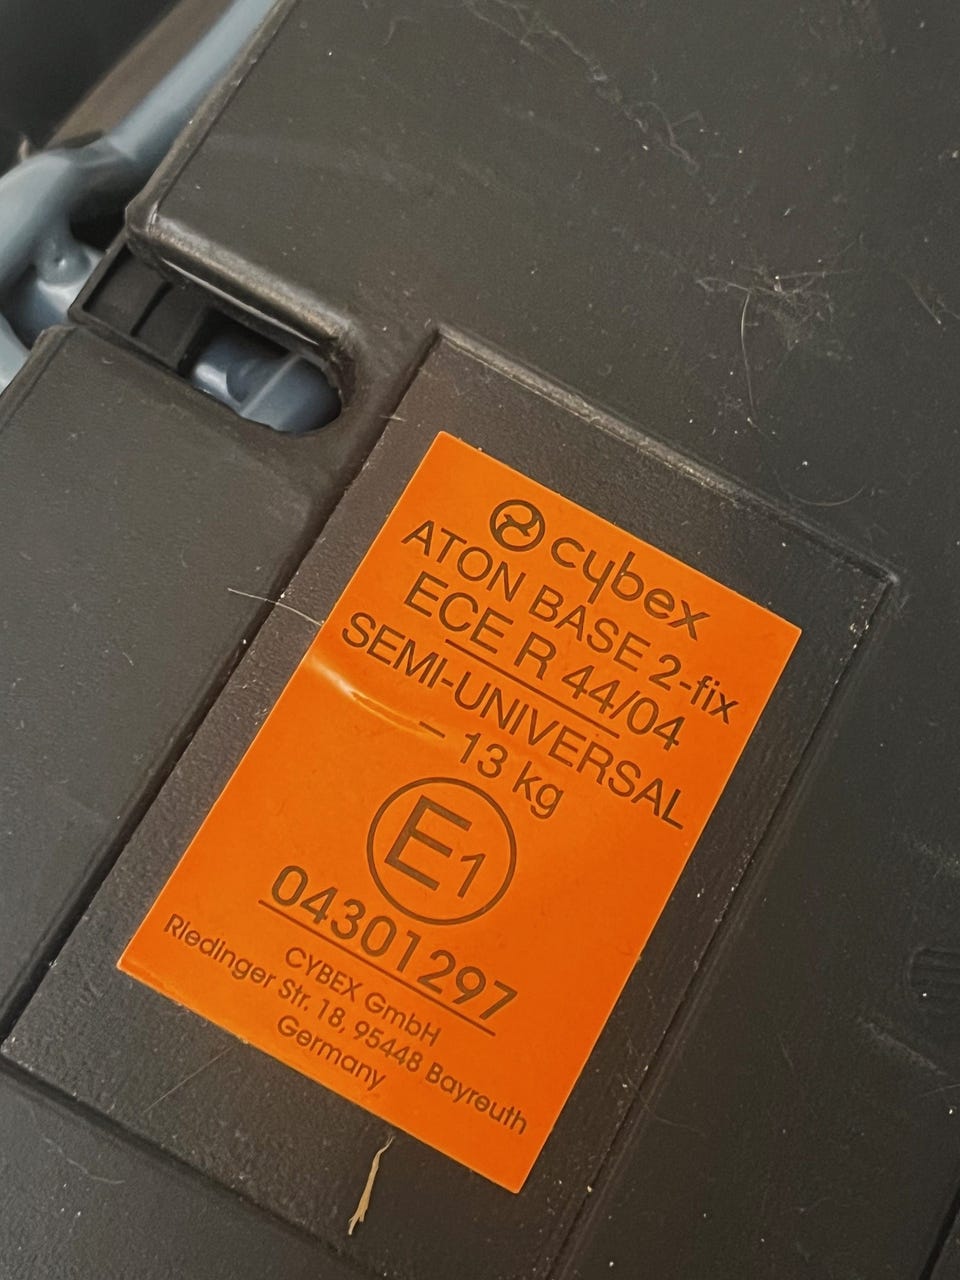 cybex
ATON BASE 2-fix
ECE R 44/04
SEMI-UNIVERSAL
– 13 kg
E1
04301297
CYBEX GmbH
Riedinger Str. 18, 95448 Bayreuth
Germany